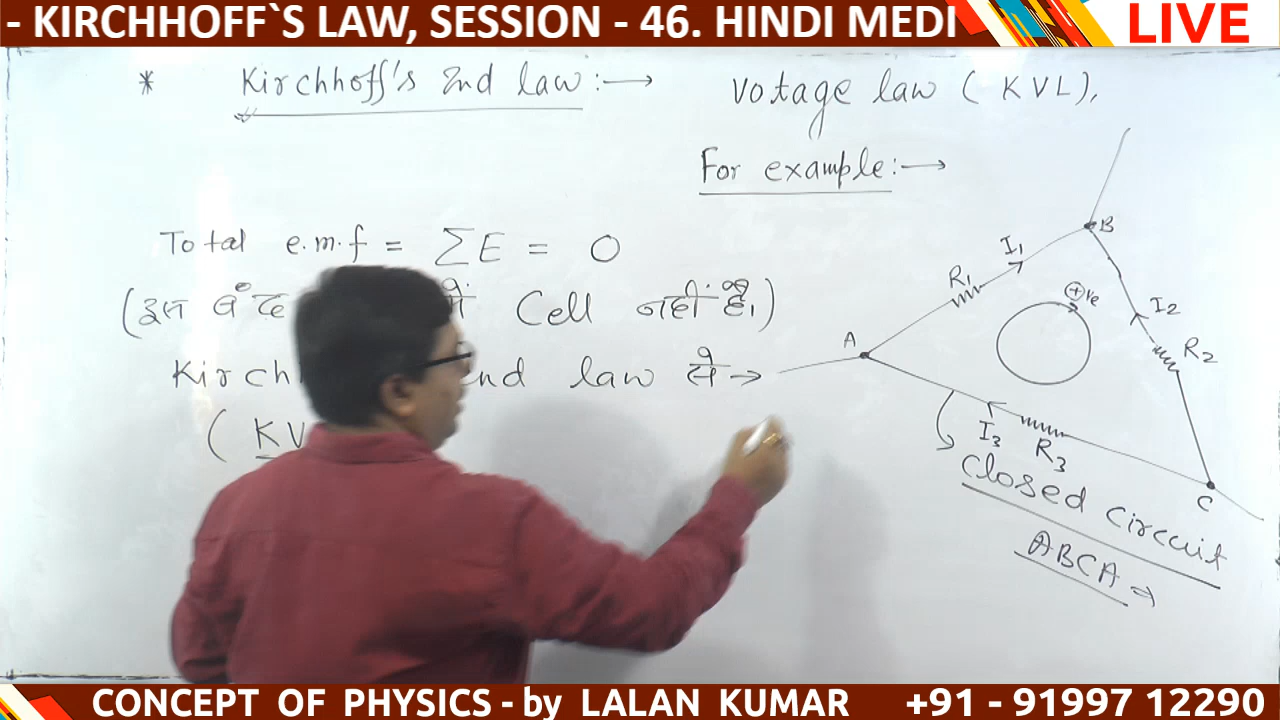 - KIRCHHOFF`S LAW, SESSION - 46. HINDI MEDI
LIVE
* Kirchhoff's 2nd law :→
Votage law ( KVL),
For example :→
Total e.m.f = ΣE = 0
(इस बंद में Cell नहीं है।)
Kirch nd law से →
( KV
A
R₁
I₁
B
⊕ve
I₂
R₂
I₃
R₃
C
Closed circuit
ABCA ⇒
CONCEPT OF PHYSICS - by LALAN KUMAR
+91 - 91997 12290